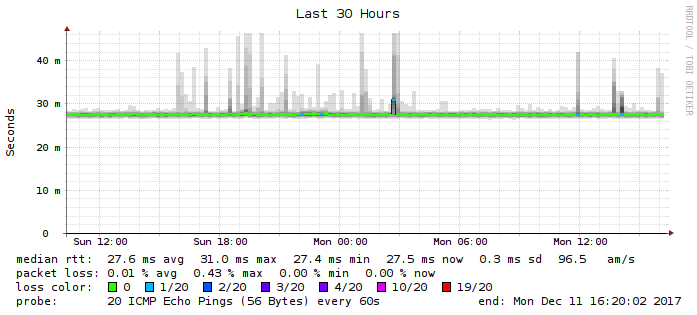 Last 30 Hours
RRDTOOL / TOBI OETIKER
Seconds
40 m
30 m
20 m
10 m
0
Sun 12:00 Sun 18:00 Mon 00:00 Mon 06:00 Mon 12:00
median rtt: 27.6 ms avg 31.0 ms max 27.4 ms min 27.5 ms now 0.3 ms sd 96.5 am/s
packet loss: 0.01 % avg 0.43 % max 0.00 % min 0.00 % now
loss color: 0 1/20 2/20 3/20 4/20 10/20 19/20
probe: 20 ICMP Echo Pings (56 Bytes) every 60s end: Mon Dec 11 16:20:02 2017